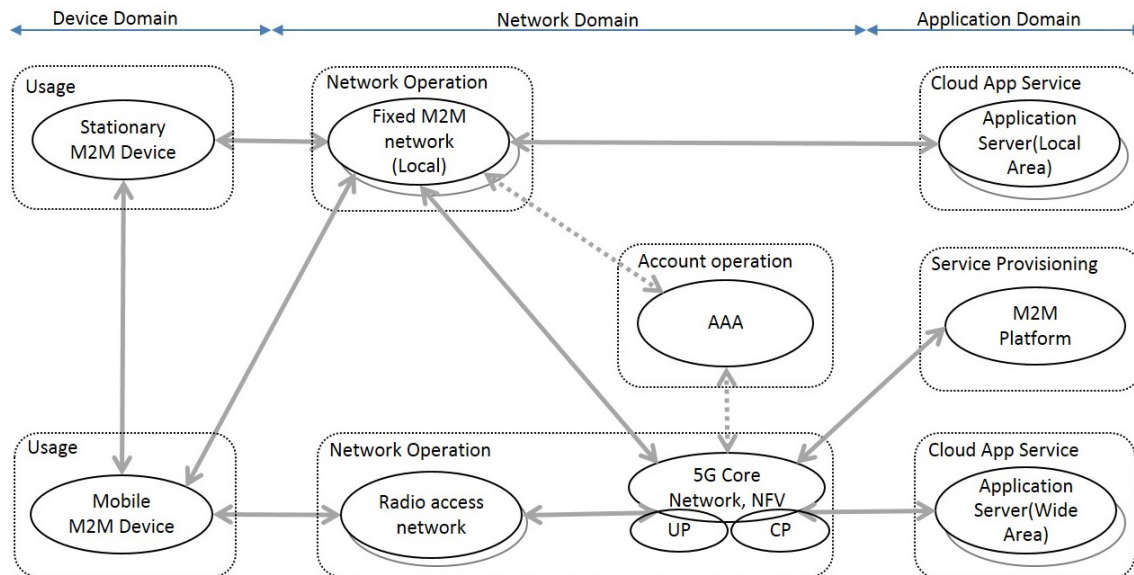 Device Domain
Network Domain
Application Domain
Usage
Stationary
M2M Device
Network Operation
Fixed M2M
network
(Local)
Cloud App Service
Application
Server(Local
Area)
Account operation
AAA
Service Provisioning
M2M
Platform
Usage
Mobile
M2M Device
Network Operation
Radio access
network
5G Core
Network, NFV
UP
CP
Cloud App Service
Application
Server(Wide
Area)